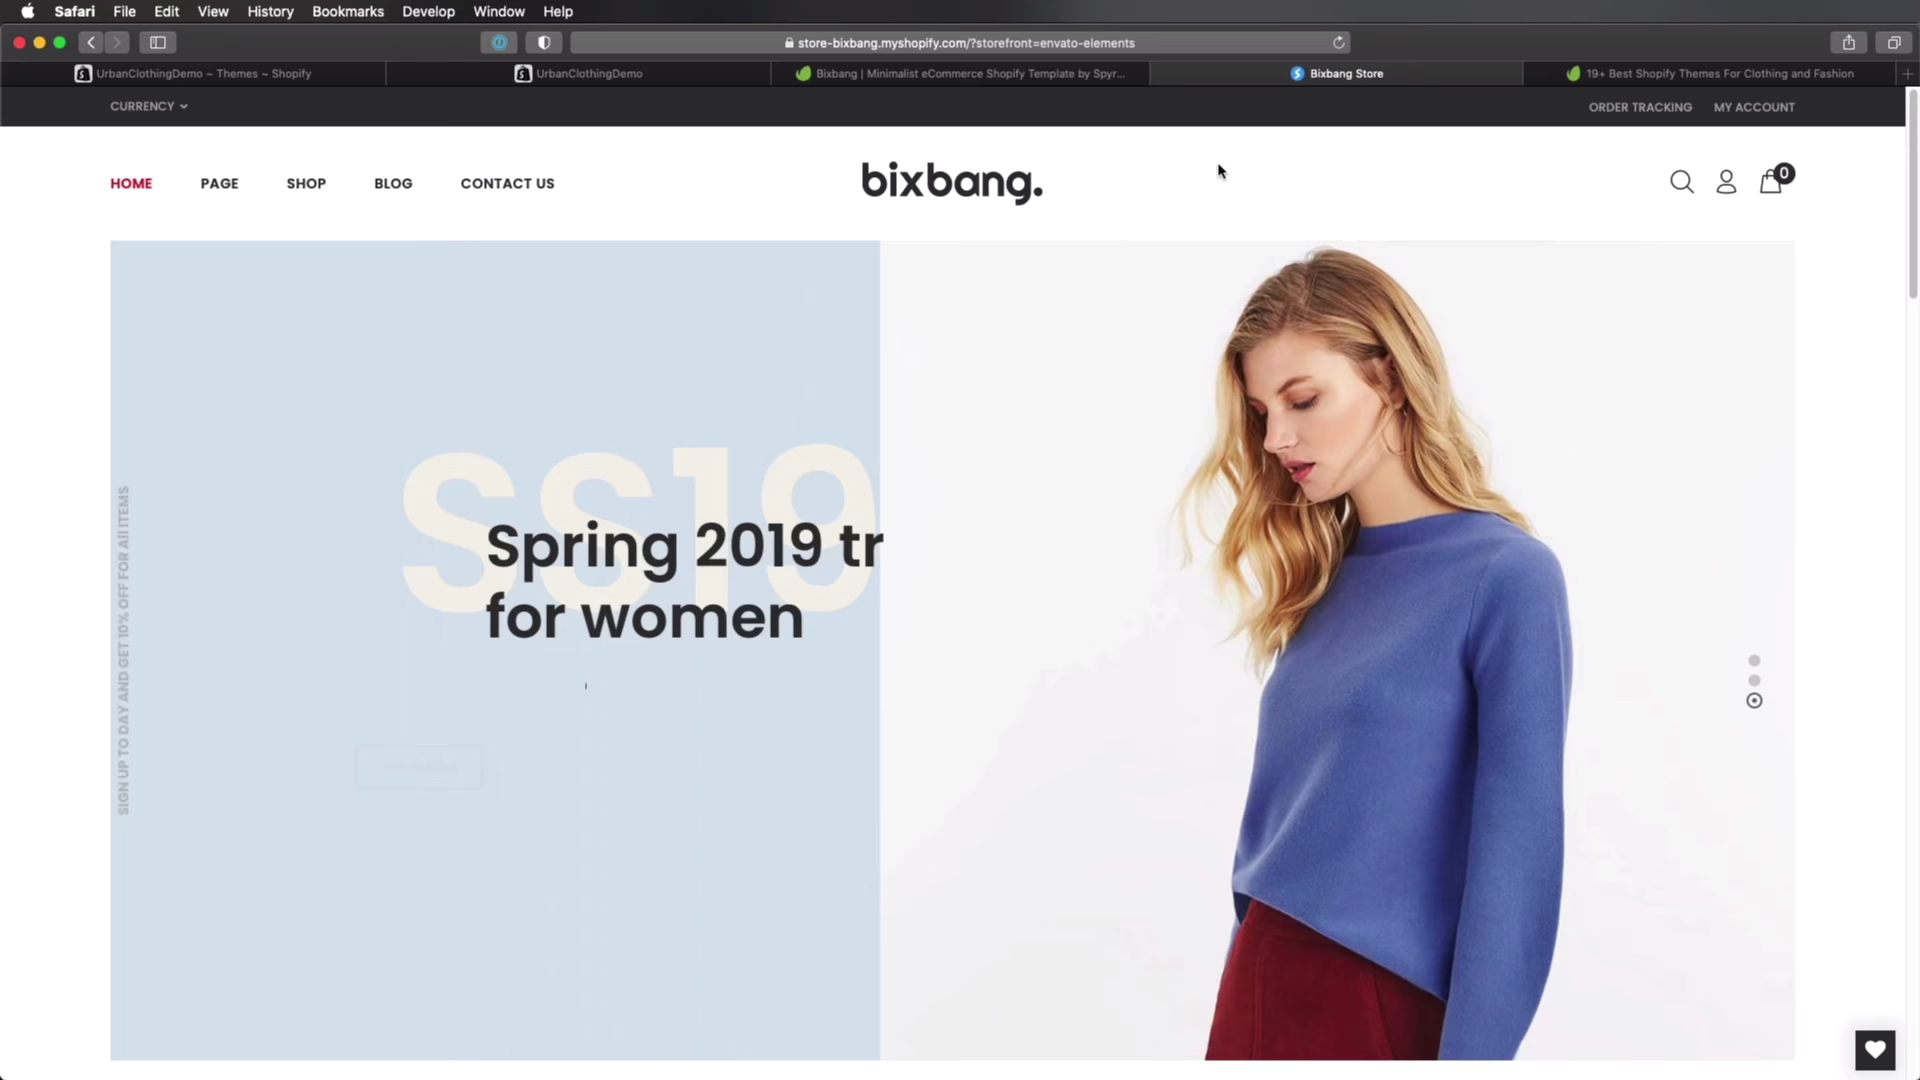 Safari File Edit View History Bookmarks Develop Window Help
store-bixbang.myshopify.com/?storefront=envato-elements
UrbanClothingDemo ~ Themes ~ Shopify
UrbanClothingDemo
Bixbang | Minimalist eCommerce Shopify Template by Spyr...
Bixbang Store
19+ Best Shopify Themes For Clothing and Fashion
CURRENCY
ORDER TRACKING
MY ACCOUNT
HOME
PAGE
SHOP
BLOG
CONTACT US
bixbang.
0
SIGN UP TO DAY AND GET 10% OFF FOR All ITEMS
SS19
Spring 2019 tr
for women